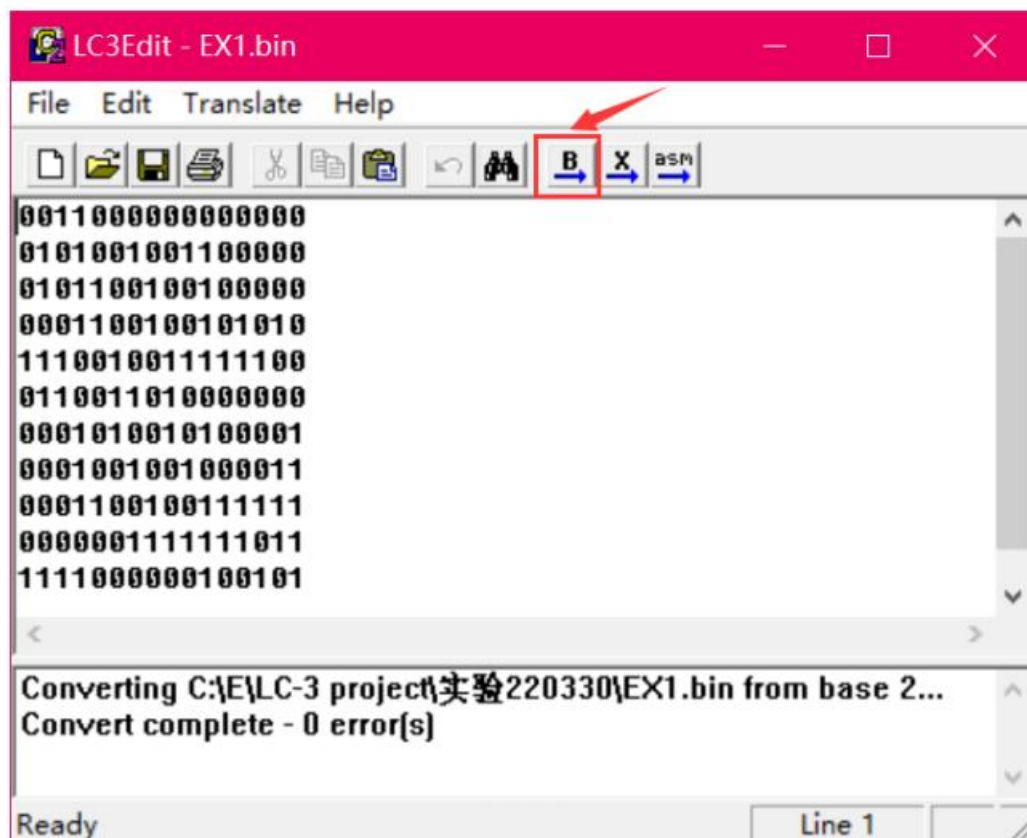 LC3Edit - EX1.bin
File Edit Translate Help
B X asm
0011000000000000
0101001001100000
0101100100100000
0001100100101010
1110010011111100
0110011010000000
0001010010100001
0001001001000011
0001100100111111
0000001111111011
1111000000100101
Converting C:\E\LC-3 project\实验220330\EX1.bin from base 2...
Convert complete - 0 error(s)
Ready Line 1